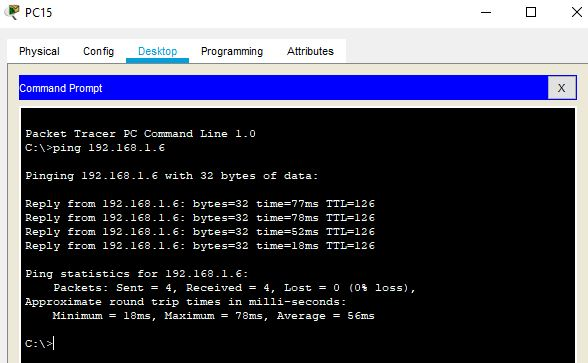 PC15
Physical Config Desktop Programming Attributes
Command Prompt X
Packet Tracer PC Command Line 1.0
C:\>ping 192.168.1.6
Pinging 192.168.1.6 with 32 bytes of data:
Reply from 192.168.1.6: bytes=32 time=77ms TTL=126
Reply from 192.168.1.6: bytes=32 time=78ms TTL=126
Reply from 192.168.1.6: bytes=32 time=52ms TTL=126
Reply from 192.168.1.6: bytes=32 time=18ms TTL=126
Ping statistics for 192.168.1.6:
Packets: Sent = 4, Received = 4, Lost = 0 (0% loss),
Approximate round trip times in milli-seconds:
Minimum = 18ms, Maximum = 78ms, Average = 56ms
C:\>